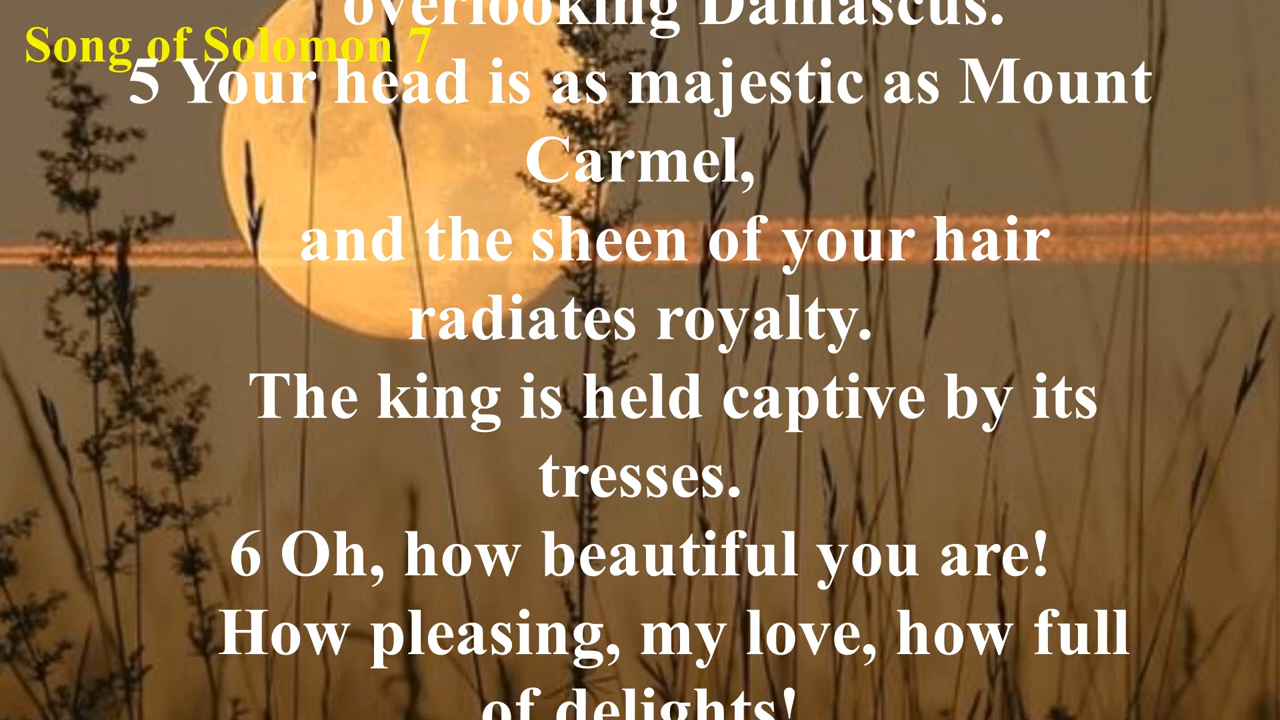 overlooking Damascus.
Song of Solomon 7
5 Your head is as majestic as Mount
Carmel,
and the sheen of your hair
radiates royalty.
The king is held captive by its
tresses.
6 Oh, how beautiful you are!
How pleasing, my love, how full
of delights!